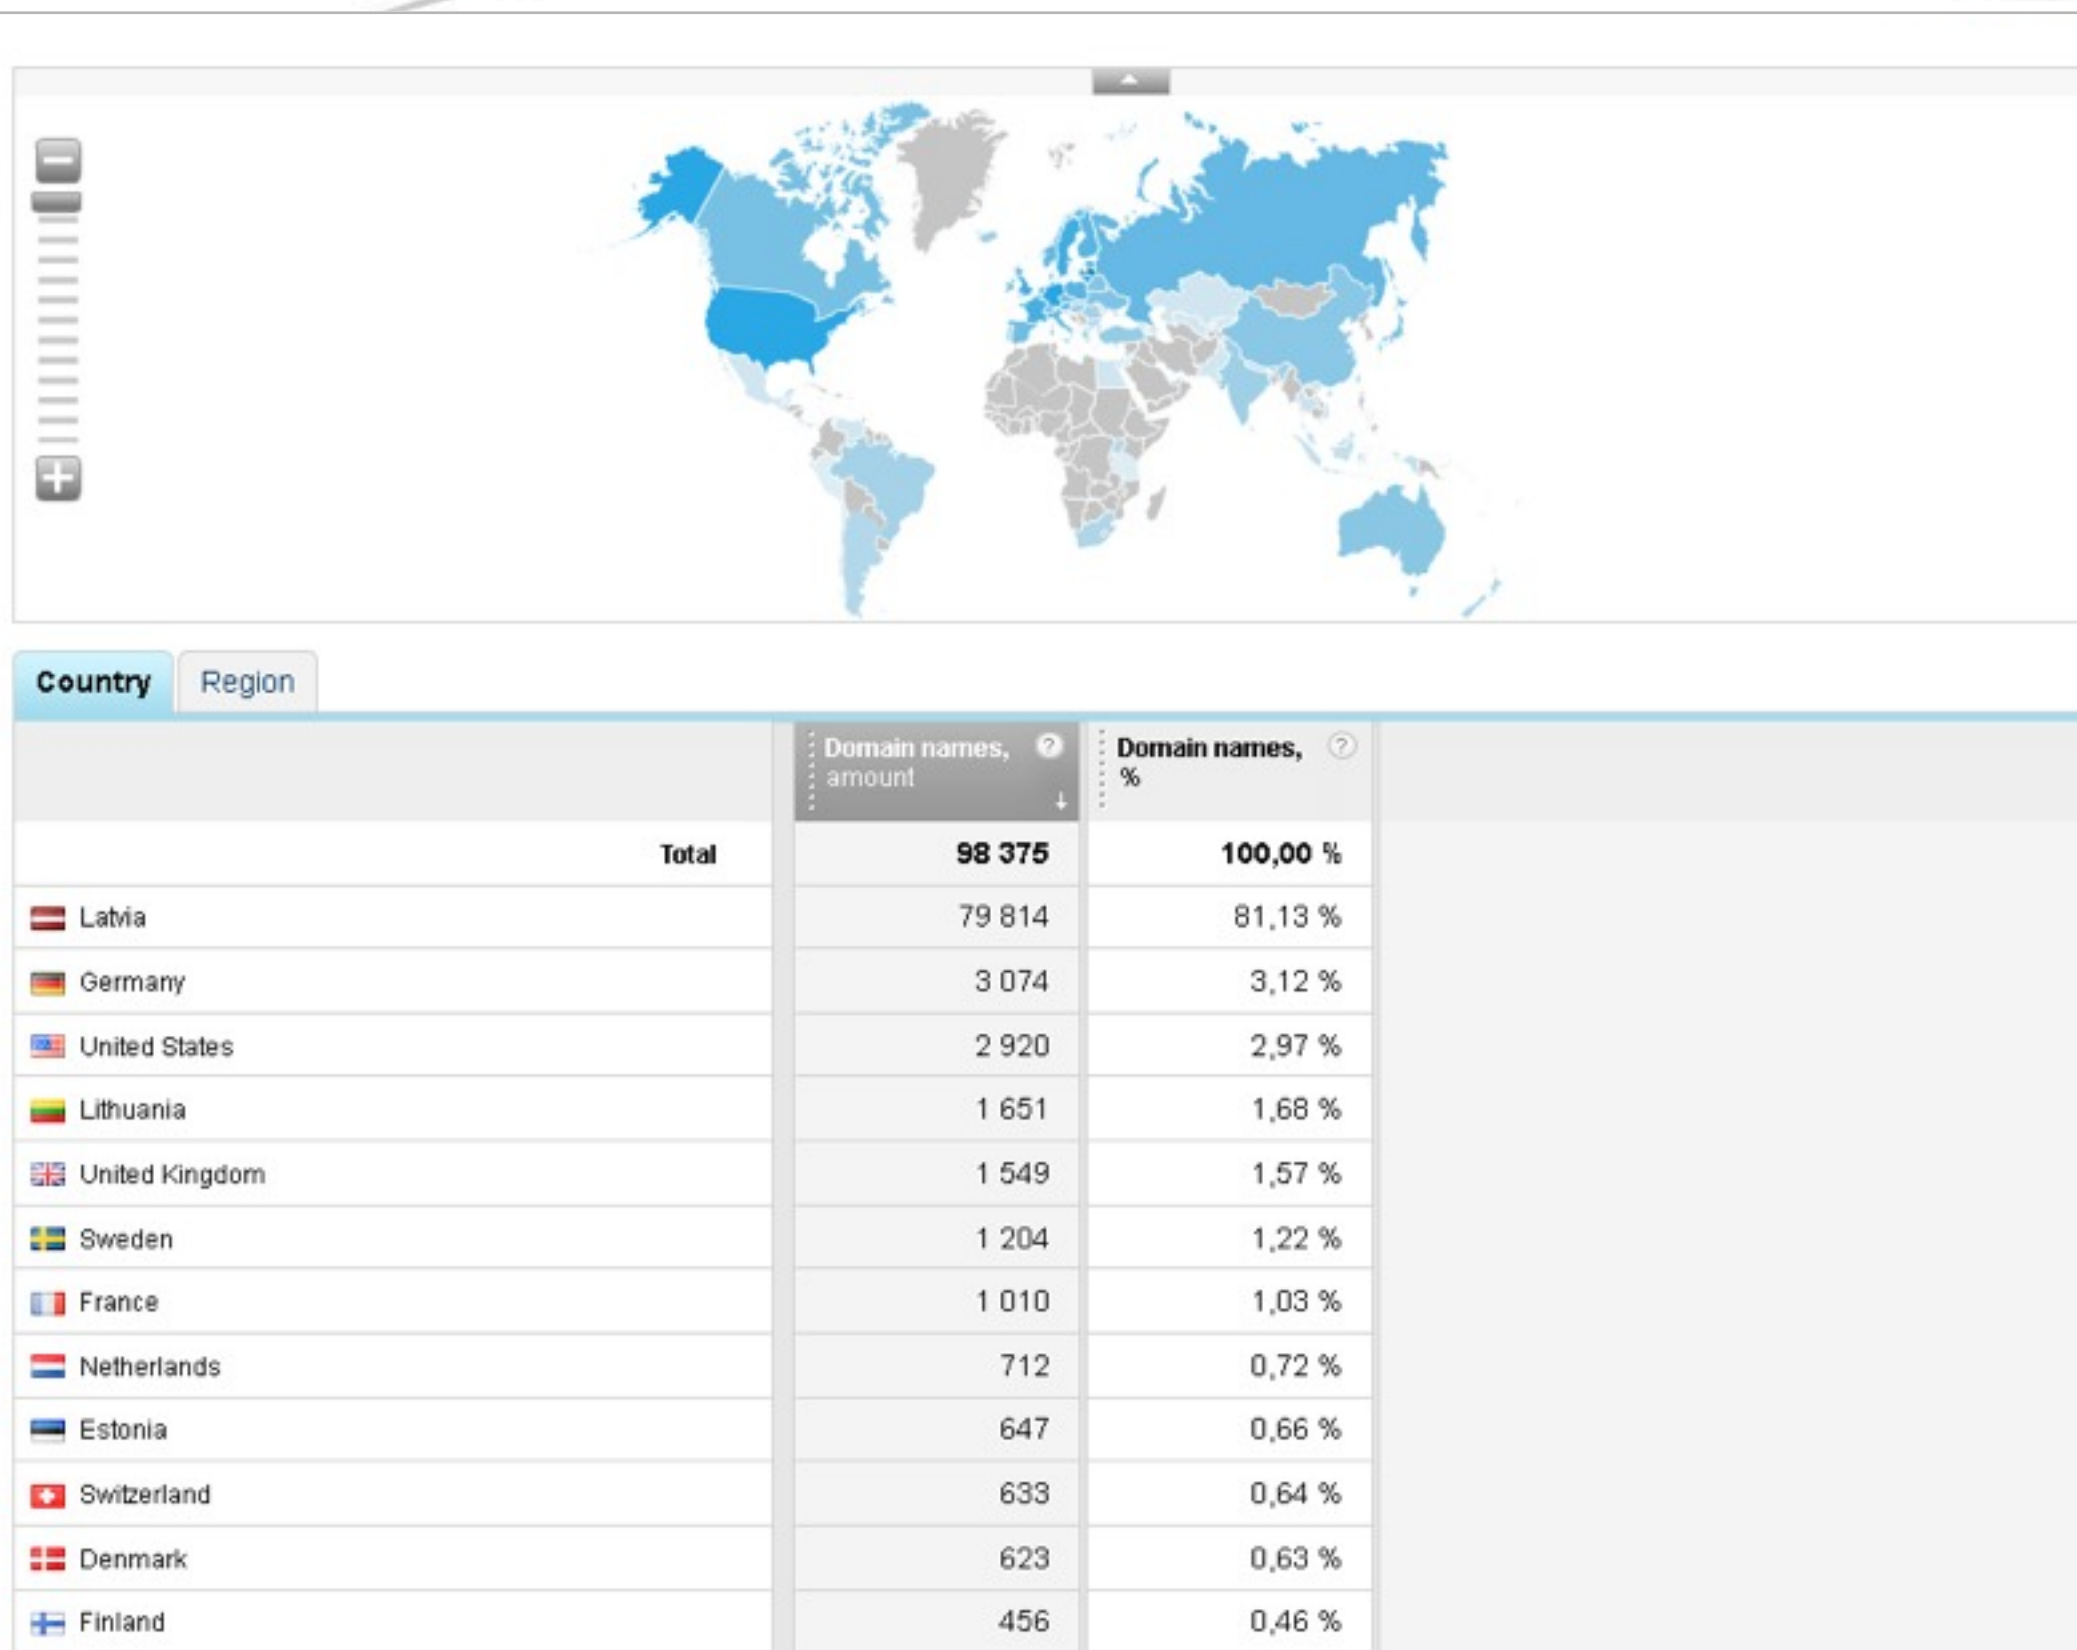 Country Region
Domain names, ? Domain names, ?
amount %
Total 98 375 100,00 %
Latvia 79 814 81,13 %
Germany 3 074 3,12 %
United States 2 920 2,97 %
Lithuania 1 651 1,68 %
United Kingdom 1 549 1,57 %
Sweden 1 204 1,22 %
France 1 010 1,03 %
Netherlands 712 0,72 %
Estonia 647 0,66 %
Switzerland 633 0,64 %
Denmark 623 0,63 %
Finland 456 0,46 %